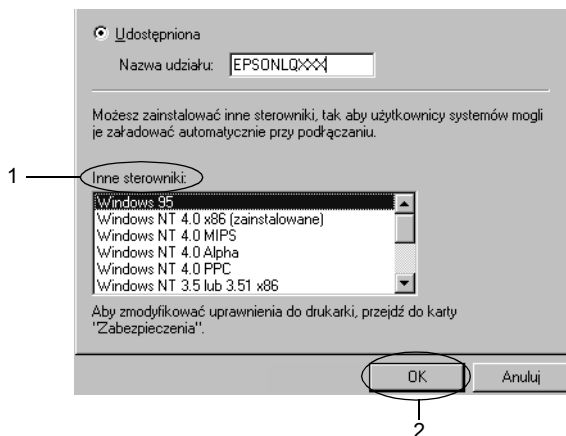 Udostępniona
Nazwa udziału: EPSONLQXXX
Możesz zainstalować inne sterowniki, tak aby użytkownicy systemów mogli
je załadować automatycznie przy podłączaniu.
1
Inne sterowniki:
Windows 95
Windows NT 4.0 x86 (zainstalowane)
Windows NT 4.0 MIPS
Windows NT 4.0 Alpha
Windows NT 4.0 PPC
Windows NT 3.5 lub 3.51 x86
Aby zmodyfikować uprawnienia do drukarki, przejdź do karty
"Zabezpieczenia".
OK Anuluj
2